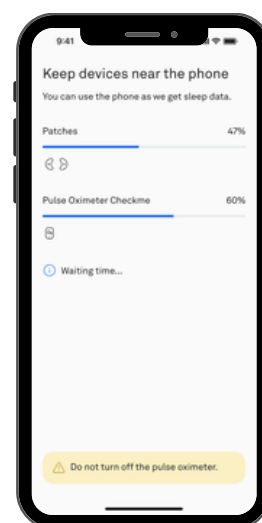 9:41
Keep devices near the phone
You can use the phone as we get sleep data.
Patches 47%
Pulse Oximeter Checkme 60%
Waiting time...
Do not turn off the pulse oximeter.